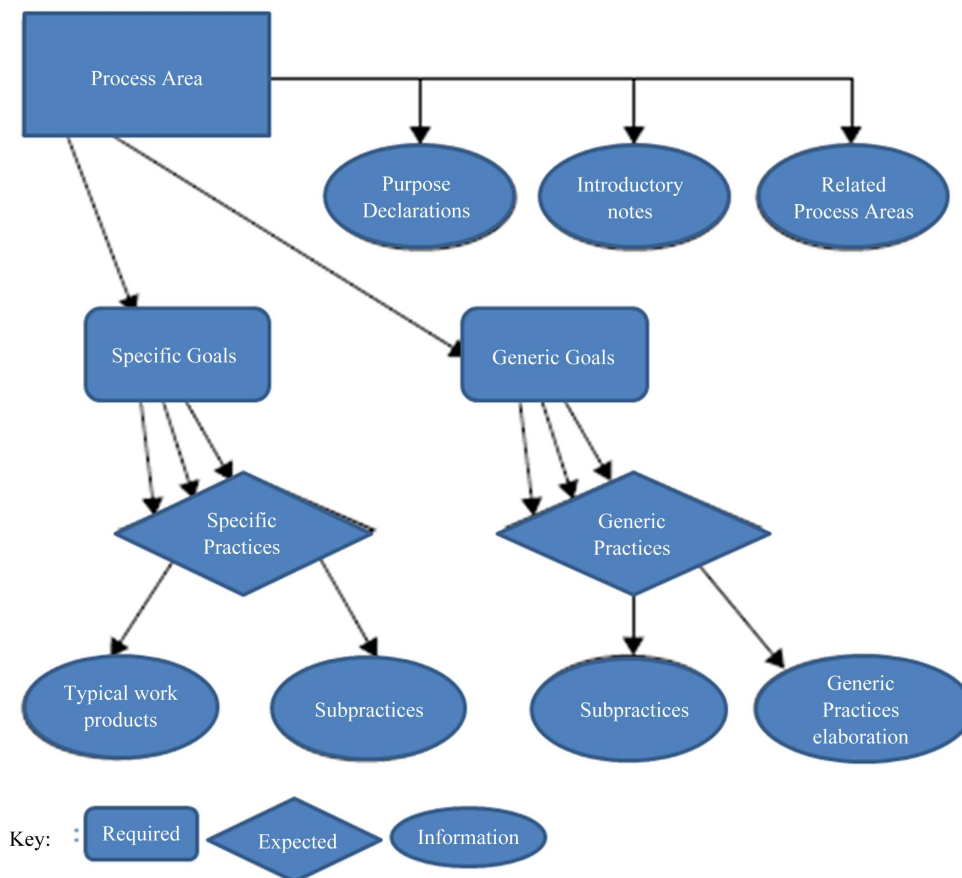 Process Area
Purpose
Declarations
Introductory
notes
Related
Process Areas
Specific Goals
Generic Goals
Specific
Practices
Generic
Practices
Typical work
products
Subpractices
Subpractices
Generic
Practices
elaboration
Key: :
Required
Expected
Information